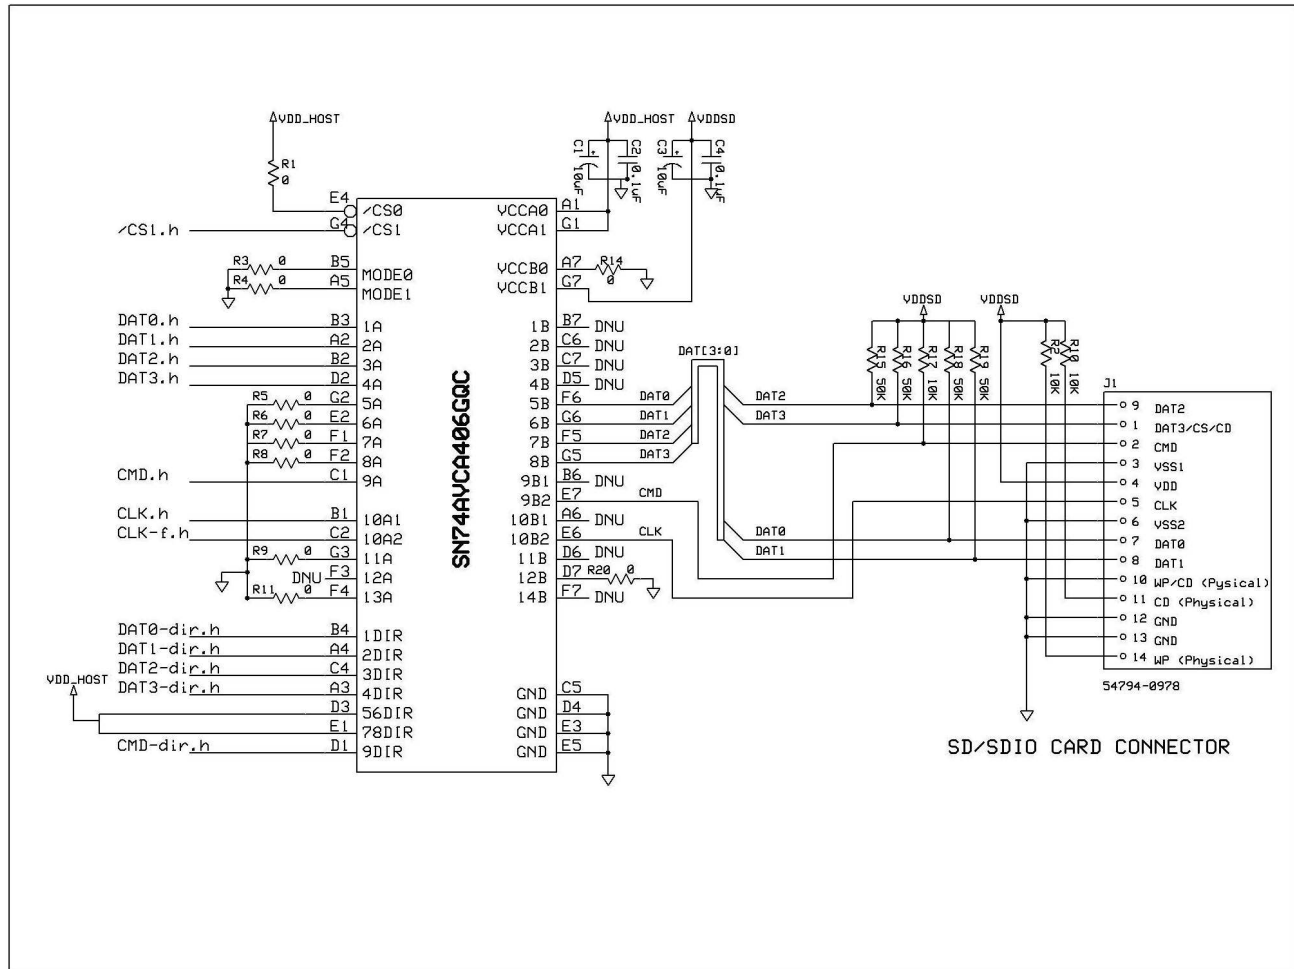 VDD_HOST
R1
0
E4
/CS0
/CS1.h
G4
/CS1
R3 0
B5
MODE0
R4 0
A5
MODE1
DAT0.h B3 1A
DAT1.h A2 2A
DAT2.h B2 3A
DAT3.h D2 4A
R5 0 G2 5A
R6 0 E2 6A
R7 0 F1 7A
R8 0 F2 8A
CMD.h C1 9A
CLK.h B1 10A1
CLK-f.h C2 10A2
R9 0 G3 11A
DNU F3 12A
R11 0 F4 13A
DAT0-dir.h B4 1DIR
DAT1-dir.h A4 2DIR
DAT2-dir.h C4 3DIR
DAT3-dir.h A3 4DIR
VDD_HOST
D3 56DIR
E1 78DIR
CMD-dir.h D1 9DIR
SN74AVCA406GQC
VDD_HOST
VDDSD
C1 10uF
C2 0.1uF
C3 10uF
C4 0.1uF
VCCA0 A1
VCCA1 G1
VCCB0 A7 R14 0
VCCB1 G7
1B B7 DNU
2B C6 DNU
3B C7 DNU
4B D5 DNU
5B F6 DAT0
6B G6 DAT1
7B F5 DAT2
8B G5 DAT3
9B1 B6 DNU
9B2 E7 CMD
10B1 A6 DNU
10B2 E6 CLK
11B D6 DNU
12B D7 R20 0
14B F7 DNU
GND C5
GND D4
GND E3
GND E5
DAT[3:0]
DAT2
DAT3
DAT0
DAT1
VDDSD
VDDSD
R15 50K
R16 50K
R17 10K
R18 50K
R19 50K
R2 10K
R10 10K
J1
9 DAT2
1 DAT3/CS/CD
2 CMD
3 VSS1
4 VDD
5 CLK
6 VSS2
7 DAT0
8 DAT1
10 WP/CD (Pysical)
11 CD (Physical)
12 GND
13 GND
14 WP (Physical)
54794-0978
SD/SDIO CARD CONNECTOR